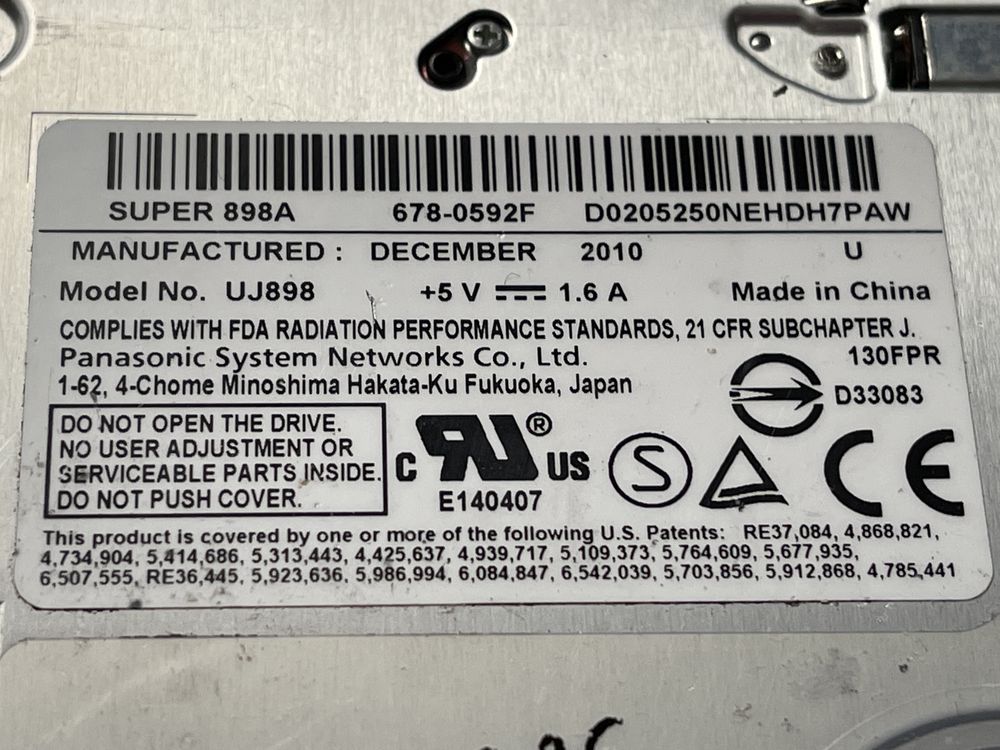 SUPER 898A 678-0592F D0205250NEHDH7PAW
MANUFACTURED : DECEMBER 2010 U
Model No. UJ898 +5 V 1.6 A Made in China
COMPLIES WITH FDA RADIATION PERFORMANCE STANDARDS, 21 CFR SUBCHAPTER J.
Panasonic System Networks Co., Ltd. 130FPR
1-62, 4-Chome Minoshima Hakata-Ku Fukuoka, Japan D33083
DO NOT OPEN THE DRIVE.
NO USER ADJUSTMENT OR
SERVICEABLE PARTS INSIDE.
DO NOT PUSH COVER.
C RU® US
E140407
S
CE
This product is covered by one or more of the following U.S. Patents: RE37,084, 4,868,821,
4,734,904, 5,414,686, 5,313,443, 4,425,637, 4,939,717, 5,109,373, 5,764,609, 5,677,935,
6,507,555, RE36,445, 5,923,636, 5,986,994, 6,084,847, 6,542,039, 5,703,856, 5,912,868, 4,785,441